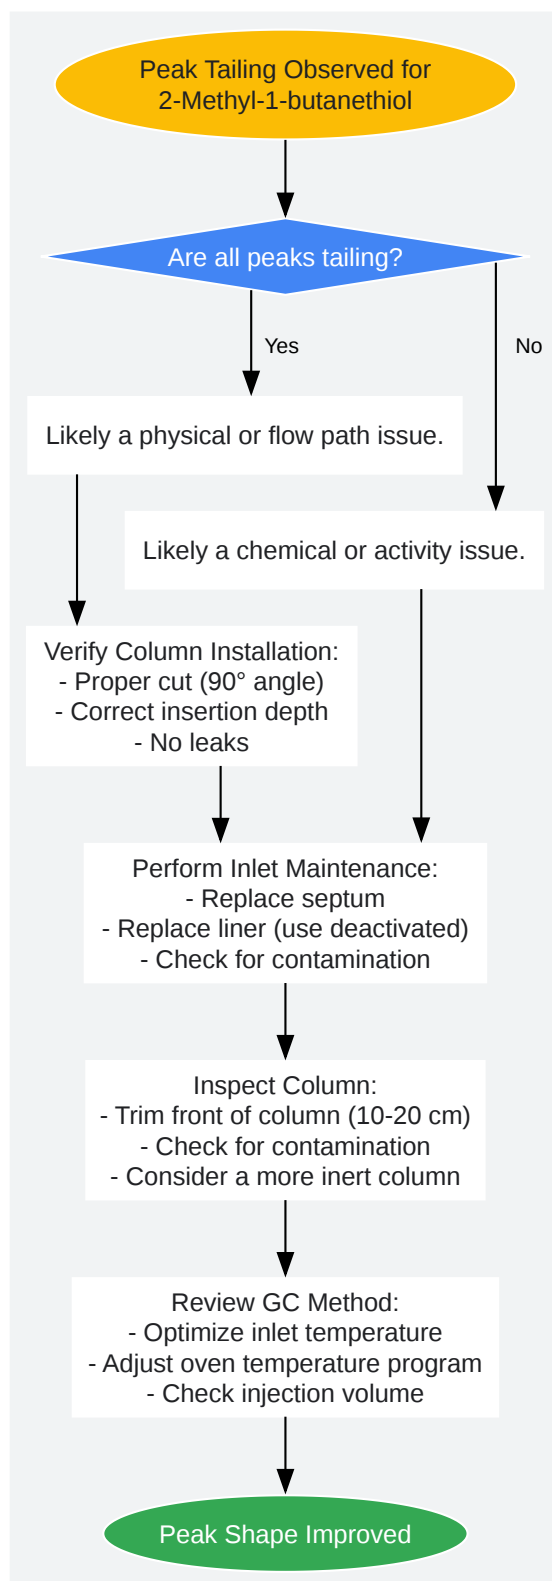 Peak Tailing Observed for
2-Methyl-1-butanethiol
Are all peaks tailing?
Yes
No
Likely a physical or flow path issue.
Likely a chemical or activity issue.
Verify Column Installation:
- Proper cut (90° angle)
- Correct insertion depth
- No leaks
Perform Inlet Maintenance:
- Replace septum
- Replace liner (use deactivated)
- Check for contamination
Inspect Column:
- Trim front of column (10-20 cm)
- Check for contamination
- Consider a more inert column
Review GC Method:
- Optimize inlet temperature
- Adjust oven temperature program
- Check injection volume
Peak Shape Improved